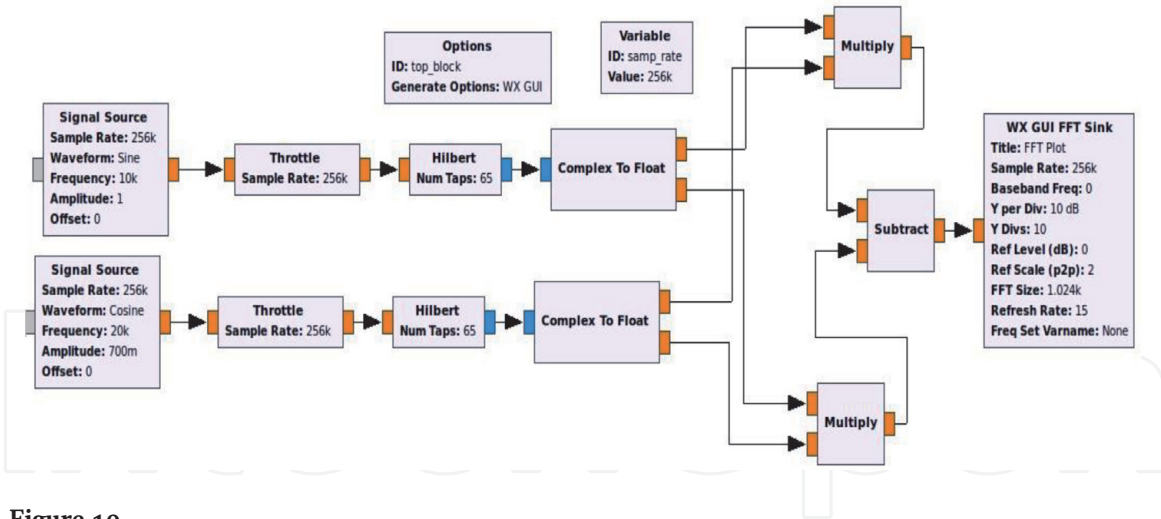 Options
ID: top_block
Generate Options: WX GUI
Variable
ID: samp_rate
Value: 256k
Multiply
Signal Source
Sample Rate: 256k
Waveform: Sine
Frequency: 10k
Amplitude: 1
Offset: 0
Throttle
Sample Rate: 256k
Hilbert
Num Taps: 65
Complex To Float
Signal Source
Sample Rate: 256k
Waveform: Cosine
Frequency: 20k
Amplitude: 700m
Offset: 0
Throttle
Sample Rate: 256k
Hilbert
Num Taps: 65
Complex To Float
Multiply
Subtract
WX GUI FFT Sink
Title: FFT Plot
Sample Rate: 256k
Baseband Freq: 0
Y per Div: 10 dB
Y Divs: 10
Ref Level (dB): 0
Ref Scale (p2p): 2
FFT Size: 1.024k
Refresh Rate: 15
Freq Set Varname: None